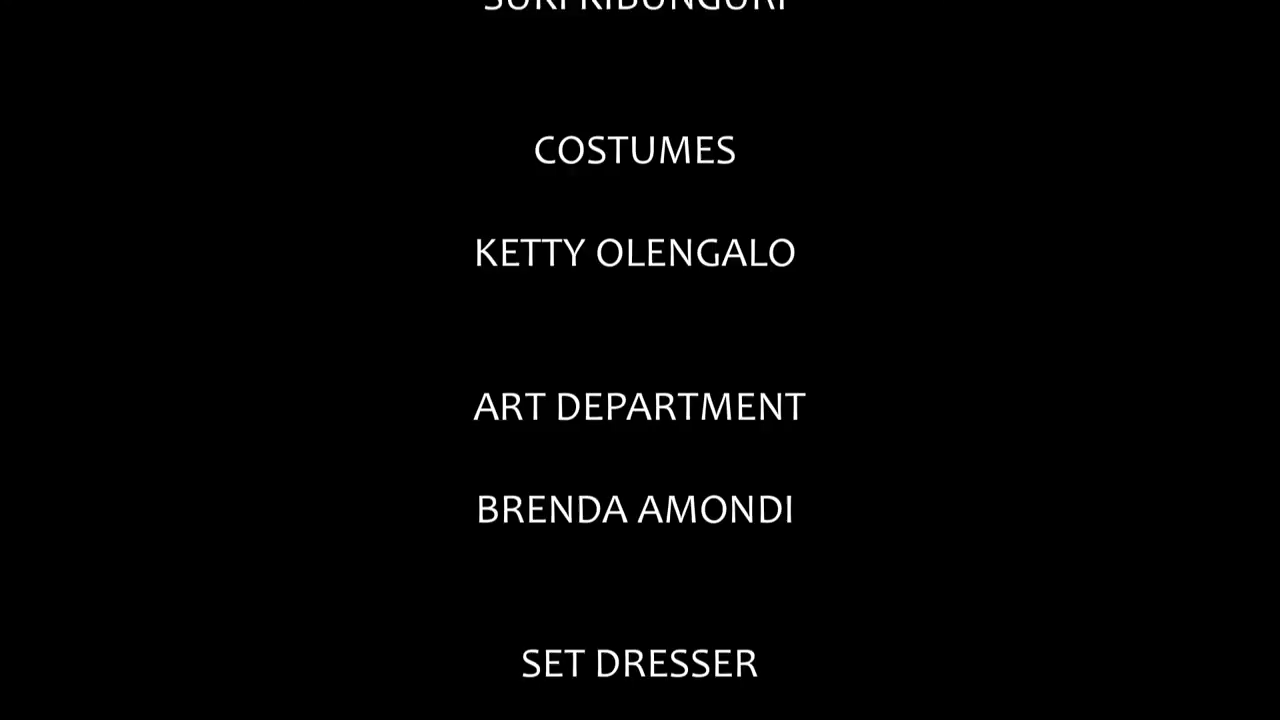 COSTUMES
KETTY OLENGALO
ART DEPARTMENT
BRENDA AMONDI
SET DRESSER